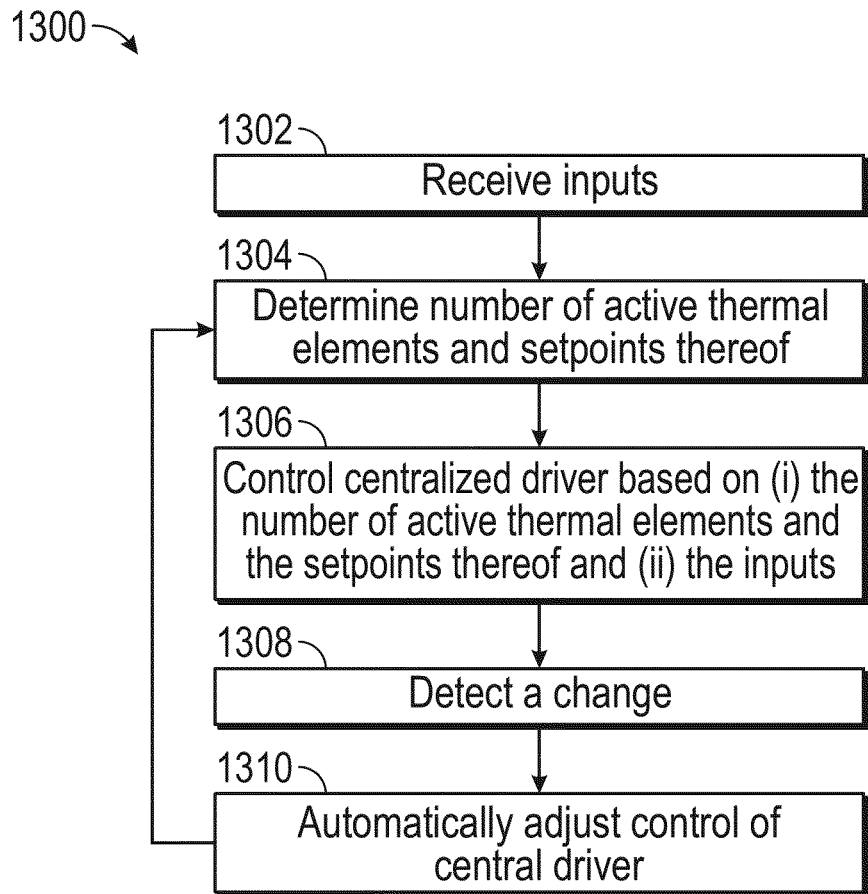 1300
1302
Receive inputs
1304
Determine number of active thermal
elements and setpoints thereof
1306
Control centralized driver based on (i) the
number of active thermal elements and
the setpoints thereof and (ii) the inputs
1308
Detect a change
1310
Automatically adjust control of
central driver